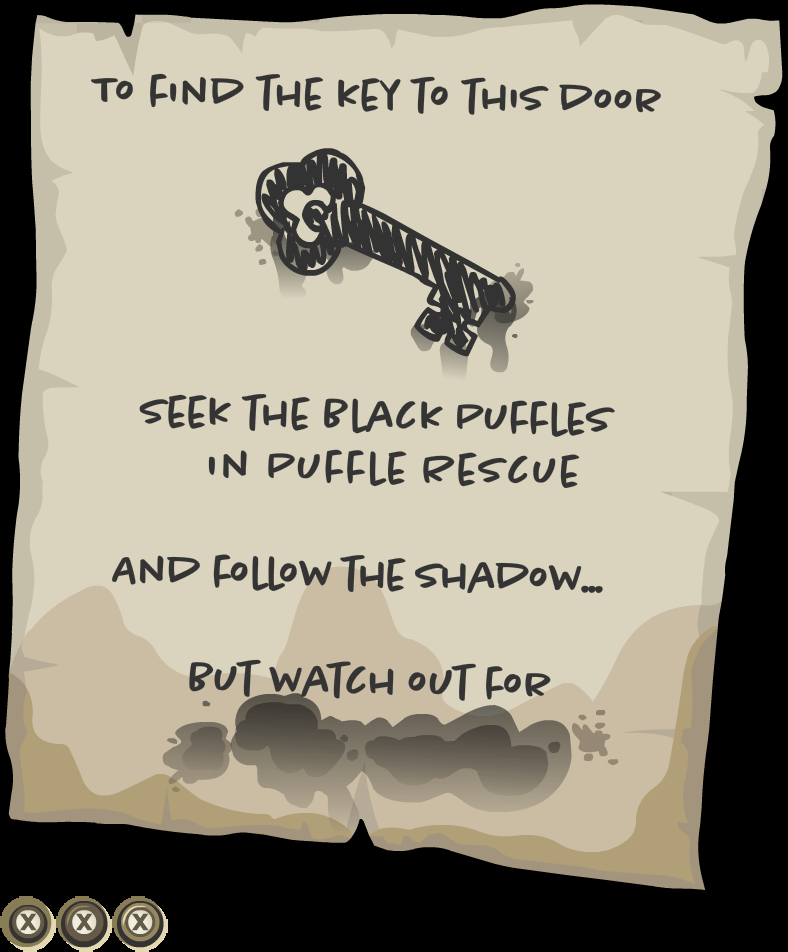 TO FIND THE KEY TO THIS DOOR
SEEK THE BLACK PUFFLES
IN PUFFLE RESCUE
AND FOLLOW THE SHADOW...
BUT WATCH OUT FOR
X X X